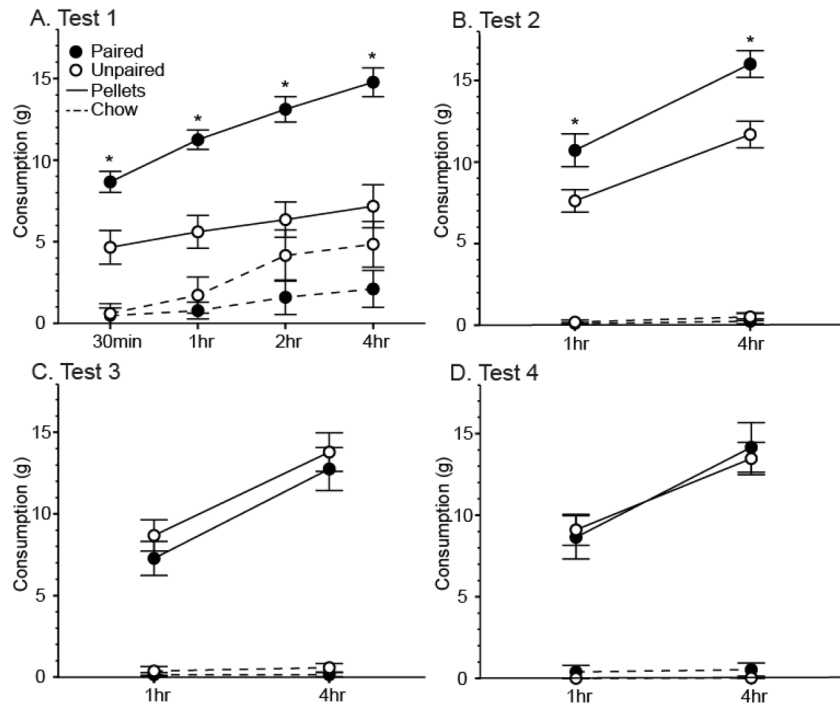 A. Test 1
Paired
Unpaired
Pellets
Chow
* * * *
Consumption (g)
15
10
5
0
30min 1hr 2hr 4hr
B. Test 2
* *
Consumption (g)
15
10
5
0
1hr 4hr
C. Test 3
Consumption (g)
15
10
5
0
1hr 4hr
D. Test 4
Consumption (g)
15
10
5
0
1hr 4hr